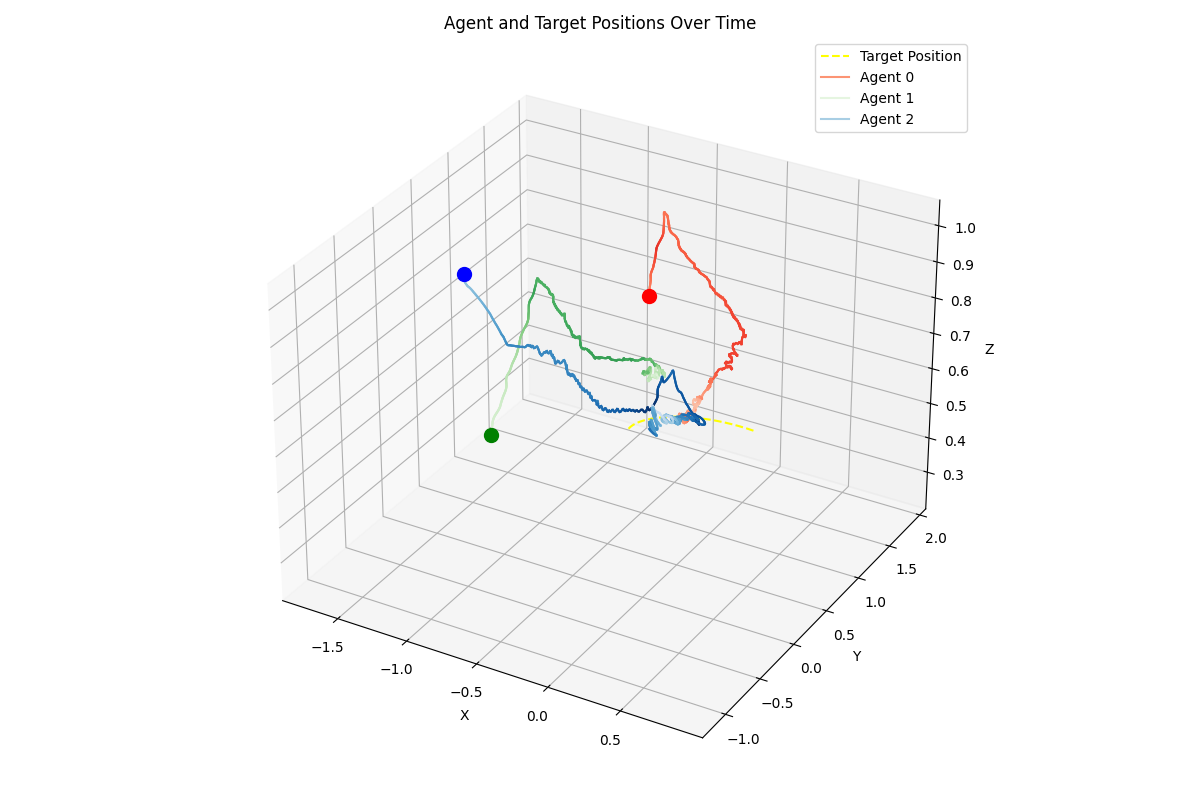 Agent and Target Positions Over Time
Target Position
Agent 0
Agent 1
Agent 2
1.0
0.9
0.8
0.7
Z
0.6
0.5
0.4
0.3
2.0
1.5
1.0
0.5
Y
0.0
−0.5
−1.0
−1.5
−1.0
−0.5
X
0.0
0.5